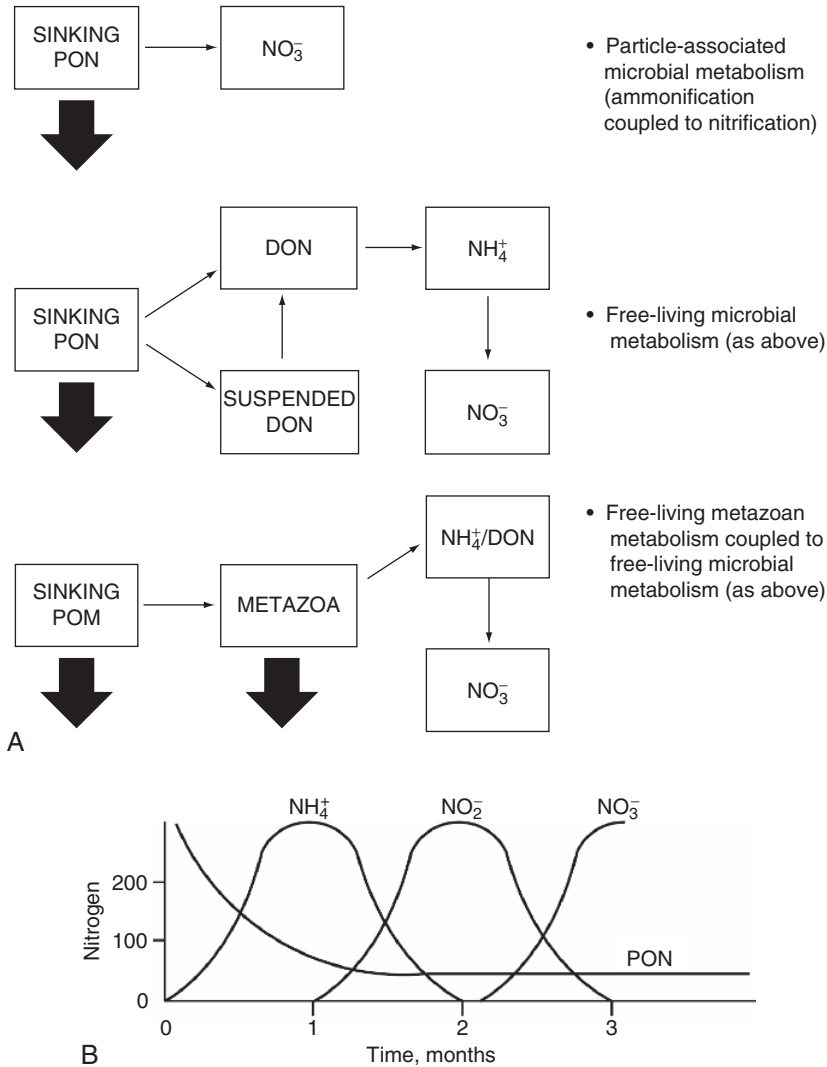 SINKING
PON
NO₃⁻
• Particle-associated
microbial metabolism
(ammonification
coupled to nitrification)
DON
NH₄⁺
SINKING
PON
• Free-living microbial
metabolism (as above)
SUSPENDED
DON
NO₃⁻
NH₄⁺/DON
• Free-living metazoan
metabolism coupled to
free-living microbial
metabolism (as above)
SINKING
POM
METAZOA
NO₃⁻
A
NH₄⁺
NO₂⁻
NO₃⁻
200
100
0
Nitrogen
PON
0
1
2
3
Time, months
B